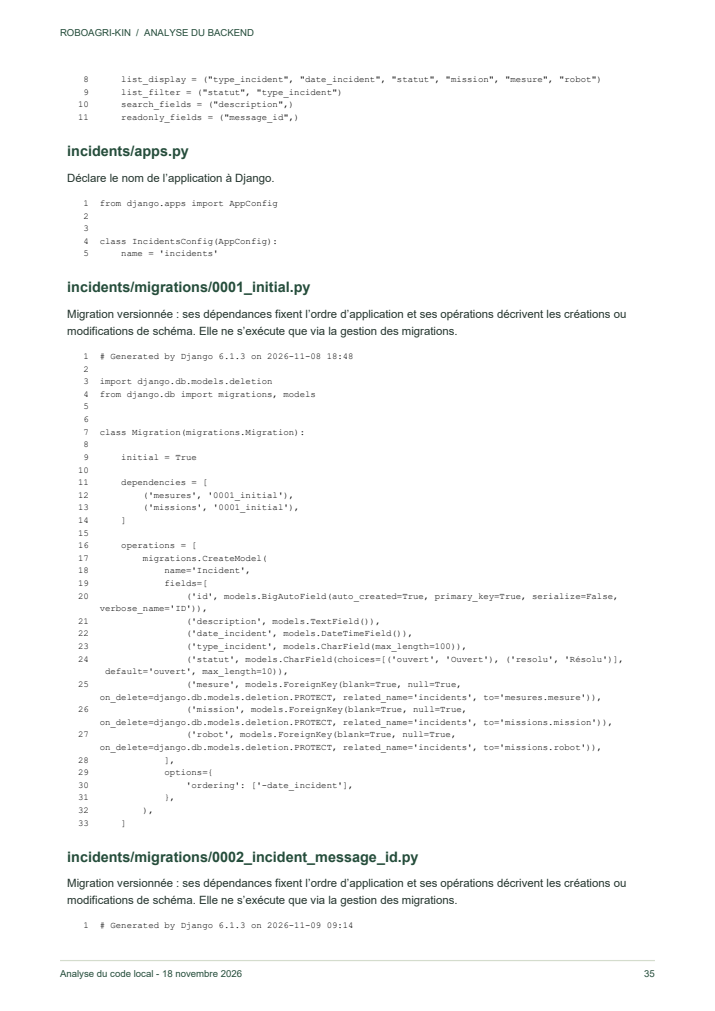 ROBOAGRI-KIN / ANALYSE DU BACKEND
8 list_display = ("type_incident", "date_incident", "statut", "mission", "mesure", "robot")
9 list_filter = ("statut", "type_incident")
10 search_fields = ("description",)
11 readonly_fields = ("message_id",)
incidents/apps.py
Déclare le nom de l’application à Django.
1 from django.apps import AppConfig
2
3
4 class IncidentsConfig(AppConfig):
5 name = 'incidents'
incidents/migrations/0001_initial.py
Migration versionnée : ses dépendances fixent l’ordre d’application et ses opérations décrivent les créations ou
modifications de schéma. Elle ne s’exécute que via la gestion des migrations.
1 # Generated by Django 6.1.3 on 2026-11-08 18:48
2
3 import django.db.models.deletion
4 from django.db import migrations, models
5
6
7 class Migration(migrations.Migration):
8
9 initial = True
10
11 dependencies = [
12 ('mesures', '0001_initial'),
13 ('missions', '0001_initial'),
14 ]
15
16 operations = [
17 migrations.CreateModel(
18 name='Incident',
19 fields=[
20 ('id', models.BigAutoField(auto_created=True, primary_key=True, serialize=False,
verbose_name='ID')),
21 ('description', models.TextField()),
22 ('date_incident', models.DateTimeField()),
23 ('type_incident', models.CharField(max_length=100)),
24 ('statut', models.CharField(choices=[('ouvert', 'Ouvert'), ('resolu', 'Résolu')],
default='ouvert', max_length=10)),
25 ('mesure', models.ForeignKey(blank=True, null=True,
on_delete=django.db.models.deletion.PROTECT, related_name='incidents', to='mesures.mesure')),
26 ('mission', models.ForeignKey(blank=True, null=True,
on_delete=django.db.models.deletion.PROTECT, related_name='incidents', to='missions.mission')),
27 ('robot', models.ForeignKey(blank=True, null=True,
on_delete=django.db.models.deletion.PROTECT, related_name='incidents', to='missions.robot')),
28 ],
29 options={
30 'ordering': ['-date_incident'],
31 },
32 ),
33 ]
incidents/migrations/0002_incident_message_id.py
Migration versionnée : ses dépendances fixent l’ordre d’application et ses opérations décrivent les créations ou
modifications de schéma. Elle ne s’exécute que via la gestion des migrations.
1 # Generated by Django 6.1.3 on 2026-11-09 09:14
Analyse du code local - 18 novembre 2026
35